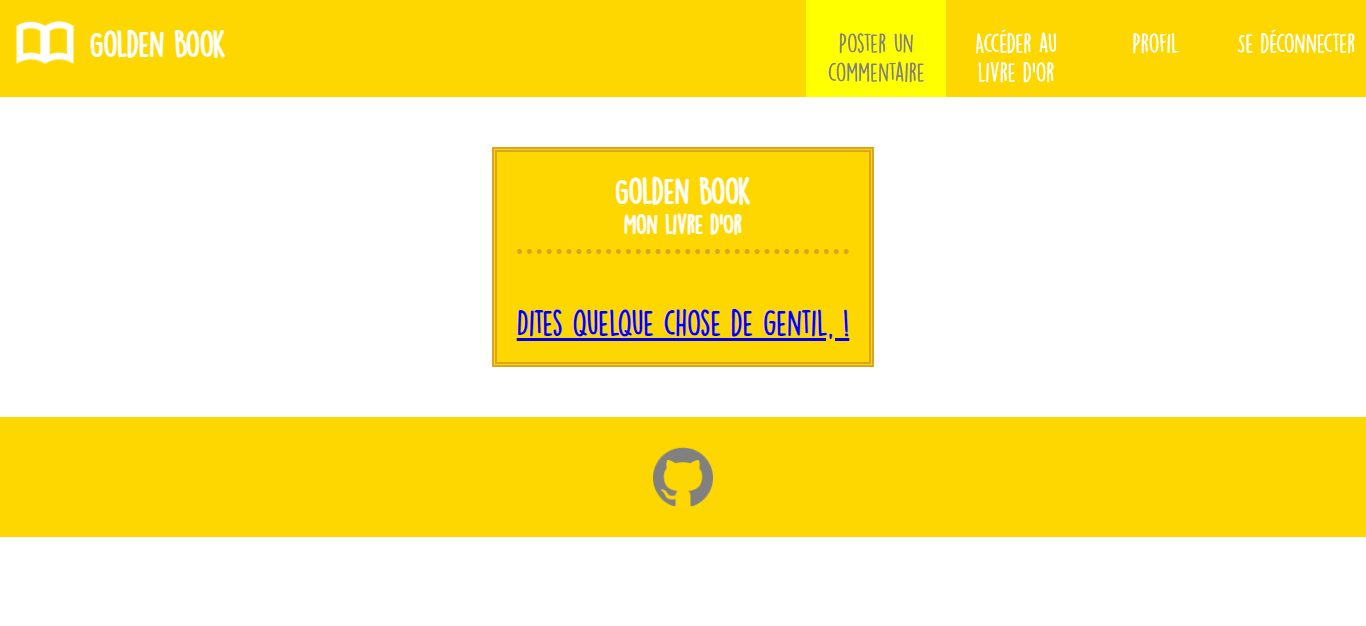 GOLDEN BOOK
POSTER UN
COMMENTAIRE
ACCÉDER AU
LIVRE D'OR
PROFIL
SE DÉCONNECTER
GOLDEN BOOK
MON LIVRE D'OR
DITES QUELQUE CHOSE DE GENTIL, !